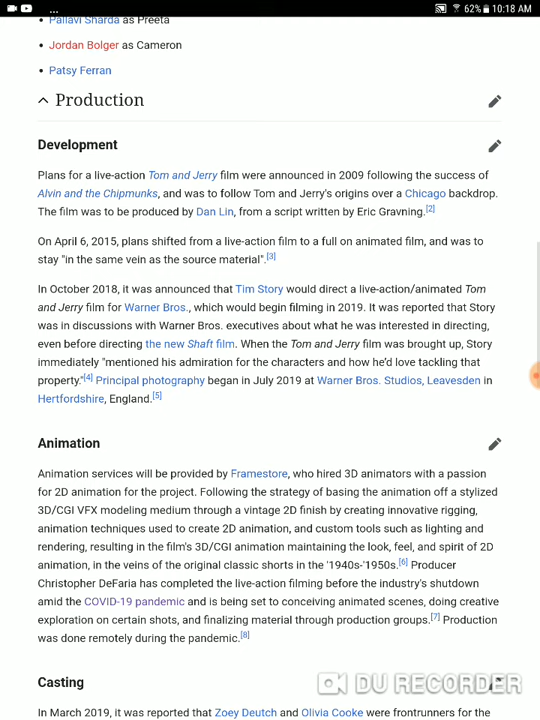 62% 10:18 AM
• Pallavi Sharda as Preeta
• Jordan Bolger as Cameron
• Patsy Ferran
Production
Development
Plans for a live-action Tom and Jerry film were announced in 2009 following the success of
Alvin and the Chipmunks, and was to follow Tom and Jerry's origins over a Chicago backdrop.
The film was to be produced by Dan Lin, from a script written by Eric Gravning.[2]
On April 6, 2015, plans shifted from a live-action film to a full on animated film, and was to
stay "in the same vein as the source material".[3]
In October 2018, it was announced that Tim Story would direct a live-action/animated Tom
and Jerry film for Warner Bros., which would begin filming in 2019. It was reported that Story
was in discussions with Warner Bros. executives about what he was interested in directing,
even before directing the new Shaft film. When the Tom and Jerry film was brought up, Story
immediately "mentioned his admiration for the characters and how he'd love tackling that
property."[4] Principal photography began in July 2019 at Warner Bros. Studios, Leavesden in
Hertfordshire, England.[5]
Animation
Animation services will be provided by Framestore, who hired 3D animators with a passion
for 2D animation for the project. Following the strategy of basing the animation off a stylized
3D/CGI VFX modeling medium through a vintage 2D finish by creating innovative rigging,
animation techniques used to create 2D animation, and custom tools such as lighting and
rendering, resulting in the film's 3D/CGI animation maintaining the look, feel, and spirit of 2D
animation, in the veins of the original classic shorts in the '1940s-'1950s.[6] Producer
Christopher DeFaria has completed the live-action filming before the industry's shutdown
amid the COVID-19 pandemic and is being set to conceiving animated scenes, doing creative
exploration on certain shots, and finalizing material through production groups.[7] Production
was done remotely during the pandemic.[8]
Casting
DU RECORDER
In March 2019, it was reported that Zoey Deutch and Olivia Cooke were frontrunners for the